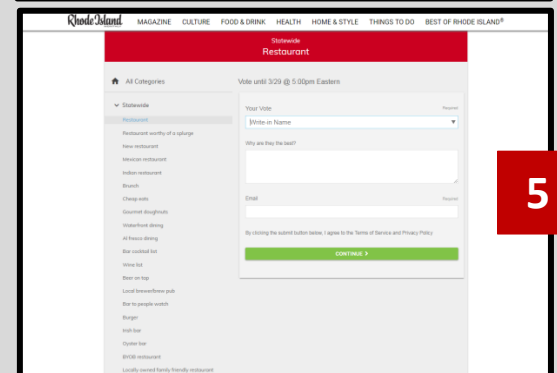 Rhode Island MAGAZINE CULTURE FOOD & DRINK HEALTH HOME & STYLE THINGS TO DO BEST OF RHODE ISLAND®
Statewide
Restaurant
All Categories
Vote until 3/29 @ 5:00pm Eastern
Statewide
Restaurant
Restaurant worthy of a splurge
New restaurant
Mexican restaurant
Indian restaurant
Brunch
Cheap eats
Gourmet doughnuts
Waterfront dining
Al fresco dining
Bar cocktail list
Wine list
Beer on tap
Local brewer/brew pub
Bar to people watch
Burger
Irish bar
Oyster bar
BYOB restaurant
Locally owned family friendly restaurant
Your Vote
Required
Write-in Name
Why are they the best?
Email
Required
By clicking the submit button below, I agree to the Terms of Service and Privacy Policy
CONTINUE >
5